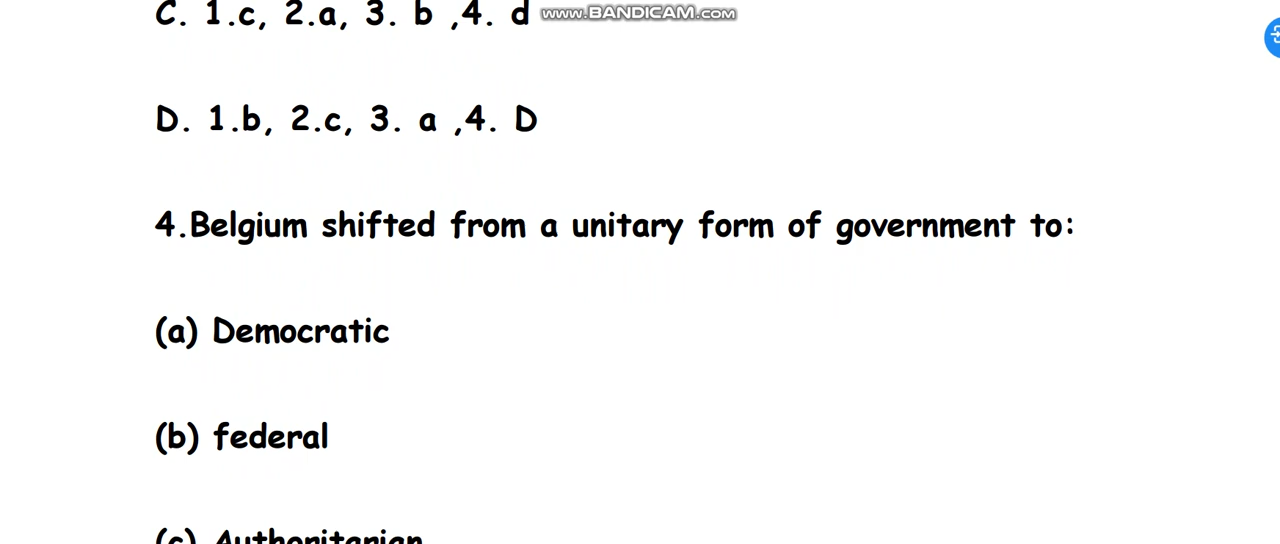 C. 1.c, 2.a, 3. b ,4. d
www.BANDICAM.com
D. 1.b, 2.c, 3. a ,4. D
4.Belgium shifted from a unitary form of government to:
(a) Democratic
(b) federal
(c) Authoritarian